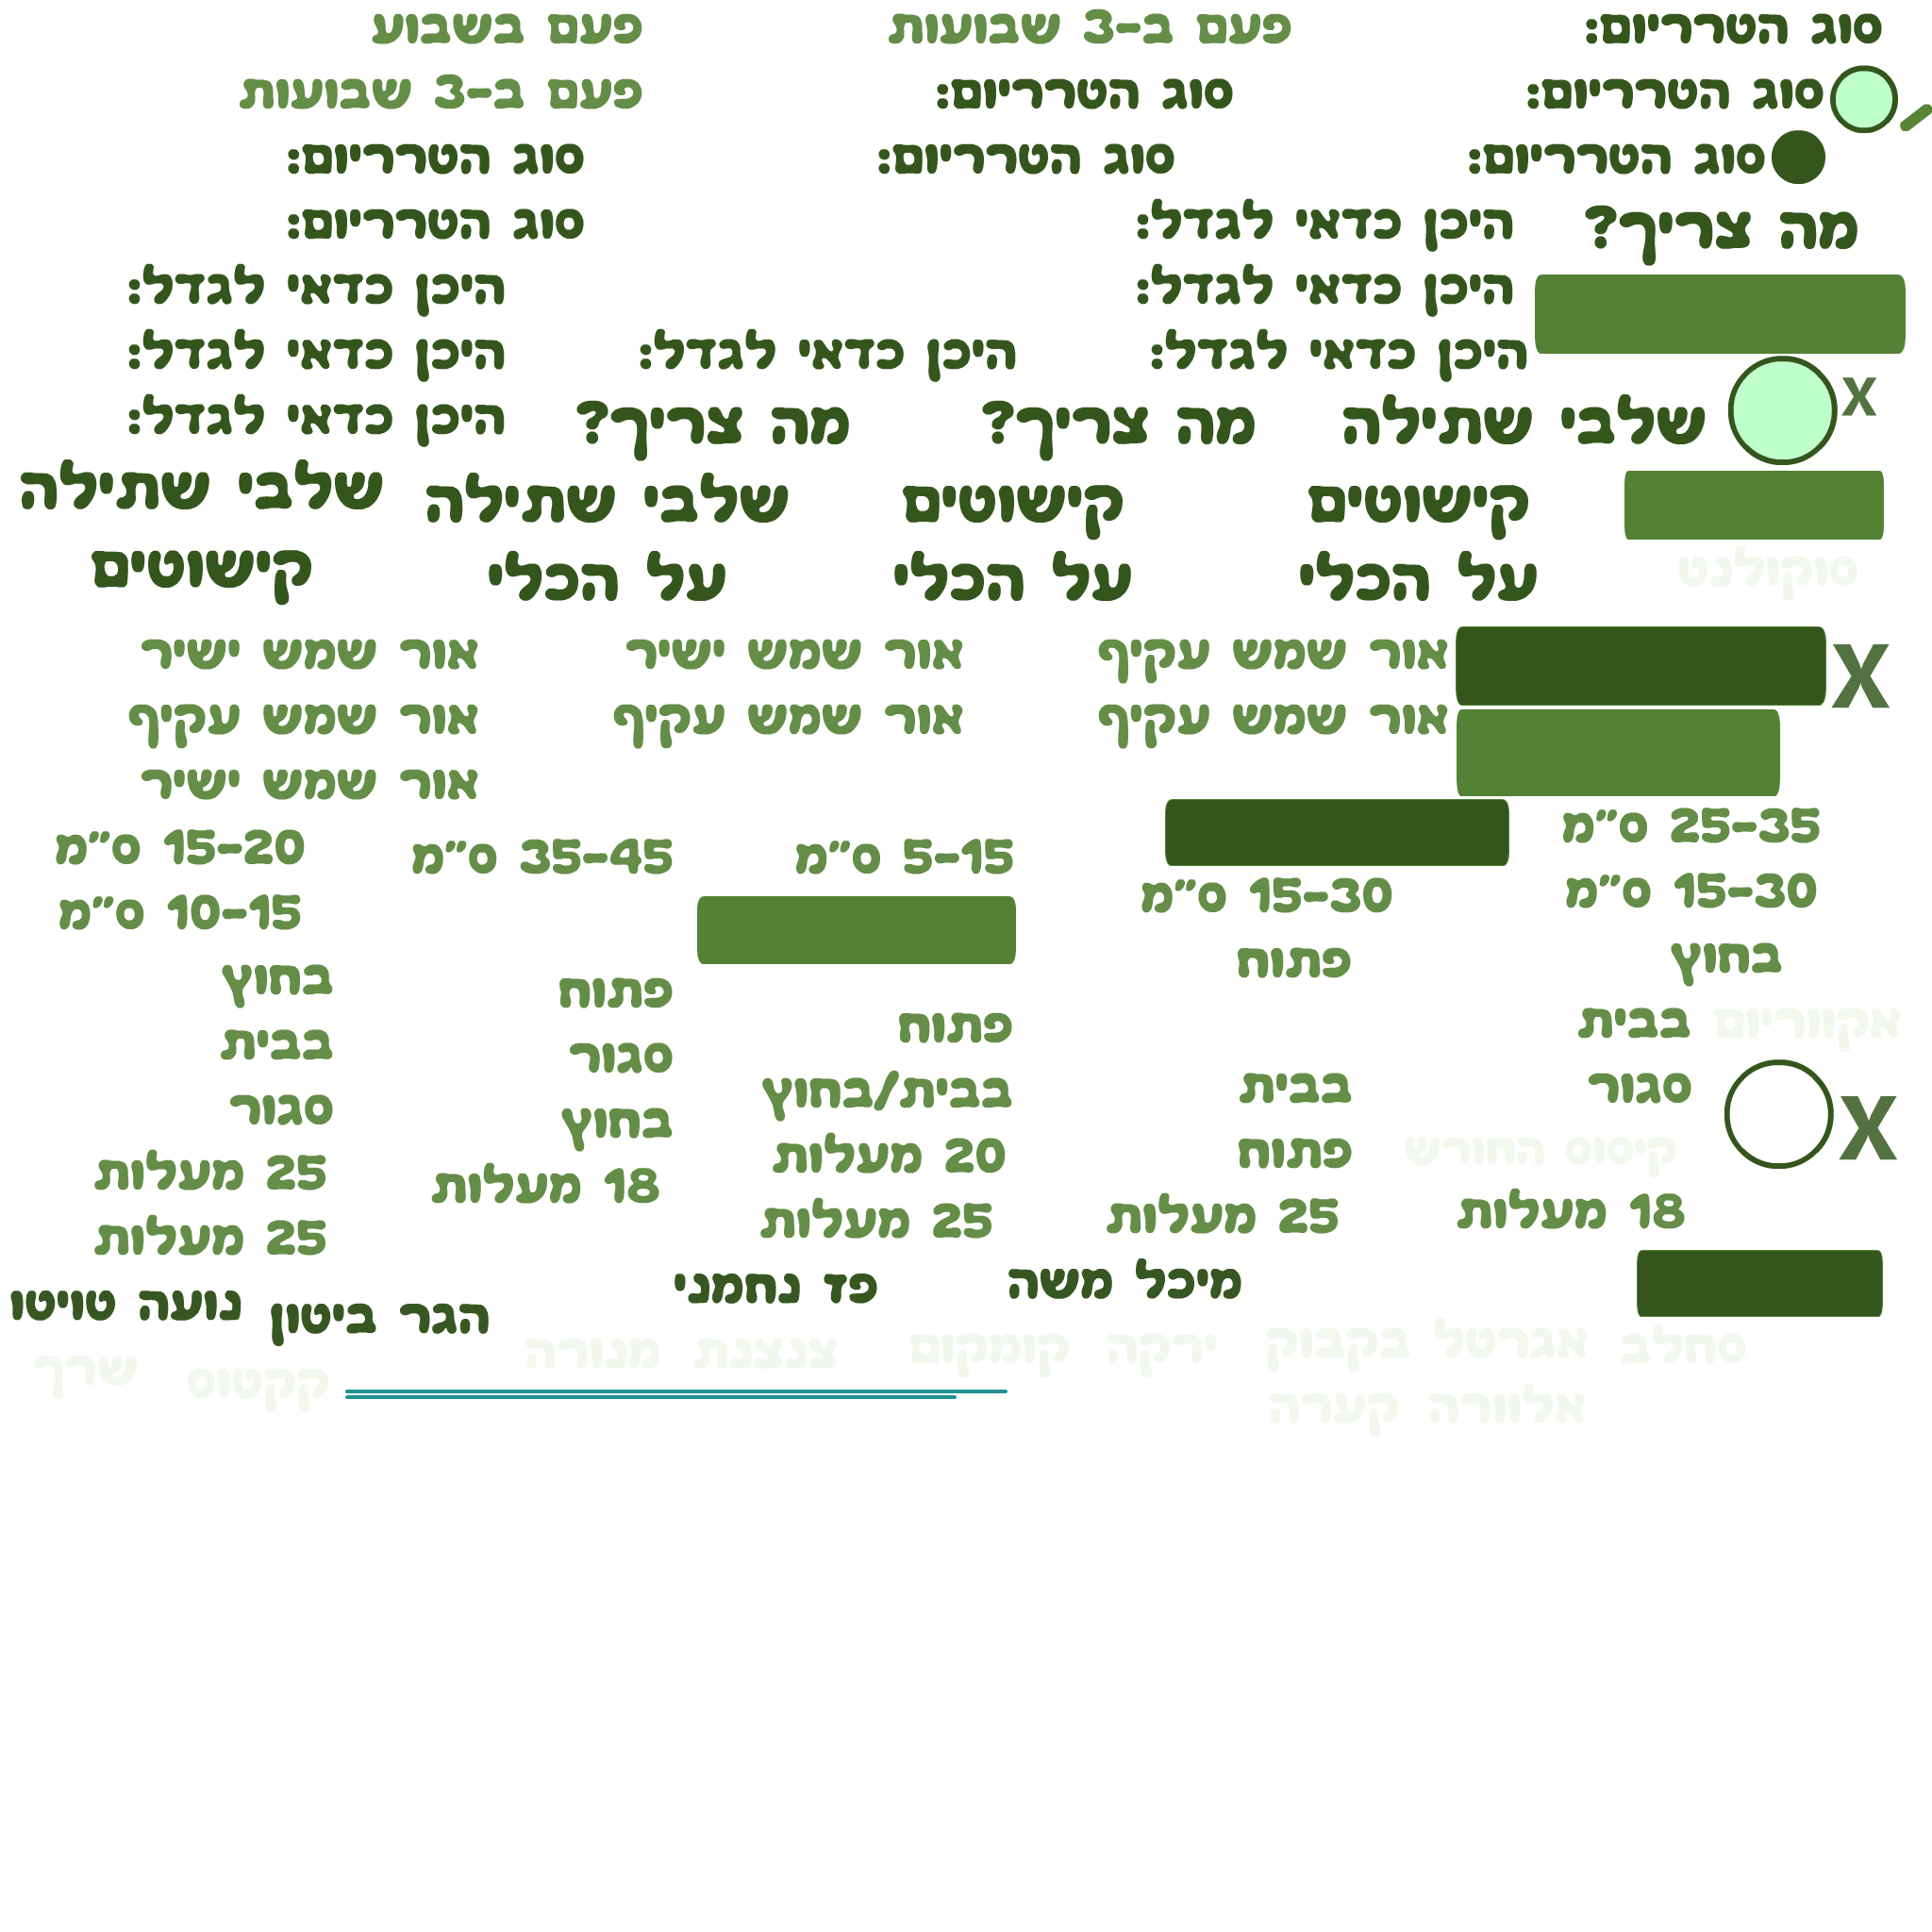 סוג הטרריום: פעם ב-3 שבועות פעם בשבוע
סוג הטרריום: סוג הטרריום: פעם ב-3 שבועות
סוג הטרריום: סוג הטרריום: סוג הטרריום:
מה צריך? היכן כדאי לגדל: סוג הטרריום:
היכן כדאי לגדל: היכן כדאי לגדל:
היכן כדאי לגדל: היכן כדאי לגדל: היכן כדאי לגדל:
X שלבי שתילה מה צריך? מה צריך? היכן כדאי לגדל:
קישוטים קישוטים שלבי שתילה שלבי שתילה
סוקולנט על הכלי על הכלי על הכלי קישוטים
X אור שמש עקיף אור שמש ישיר אור שמש ישיר
אור שמש עקיף אור שמש עקיף אור שמש עקיף
אור שמש ישיר
25-35 ס"מ 5-15 ס"מ 35-45 ס"מ 15-20 ס"מ
15-30 ס"מ 15-30 ס"מ 10-15 ס"מ
בחוץ פתוח פתוח בחוץ
אקווריום בבית פתוח סגור בבית
X סגור בבית בבית/בחוץ בחוץ סגור
קיסוס החורש פתוח 20 מעלות 18 מעלות 25 מעלות
18 מעלות 25 מעלות 25 מעלות 25 מעלות
מיכל משה פד נחמני הגר ביטון נועה טויטו
סחלב אגרטל בקבוק ירקה קומקום צנצנת מנורה קקטוס שרך
אלוורה קערה